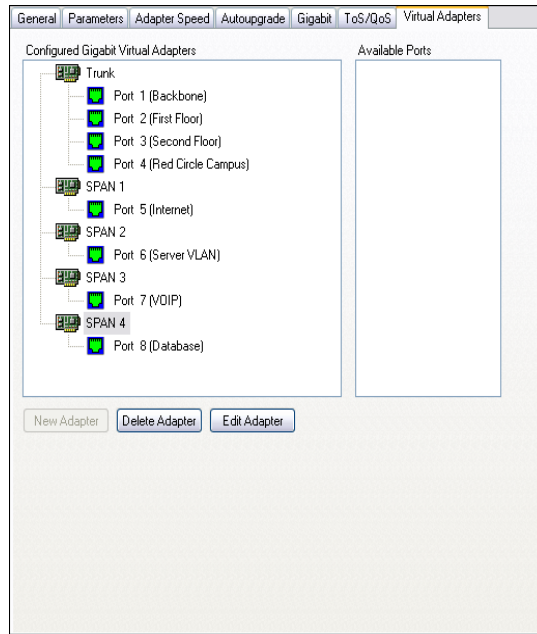 General Parameters Adapter Speed Autoupgrade Gigabit ToS/QoS Virtual Adapters
Configured Gigabit Virtual Adapters
Trunk
Port 1 (Backbone)
Port 2 (First Floor)
Port 3 (Second Floor)
Port 4 (Red Circle Campus)
SPAN 1
Port 5 (Internet)
SPAN 2
Port 6 (Server VLAN)
SPAN 3
Port 7 (VOIP)
SPAN 4
Port 8 (Database)
Available Ports
New Adapter Delete Adapter Edit Adapter